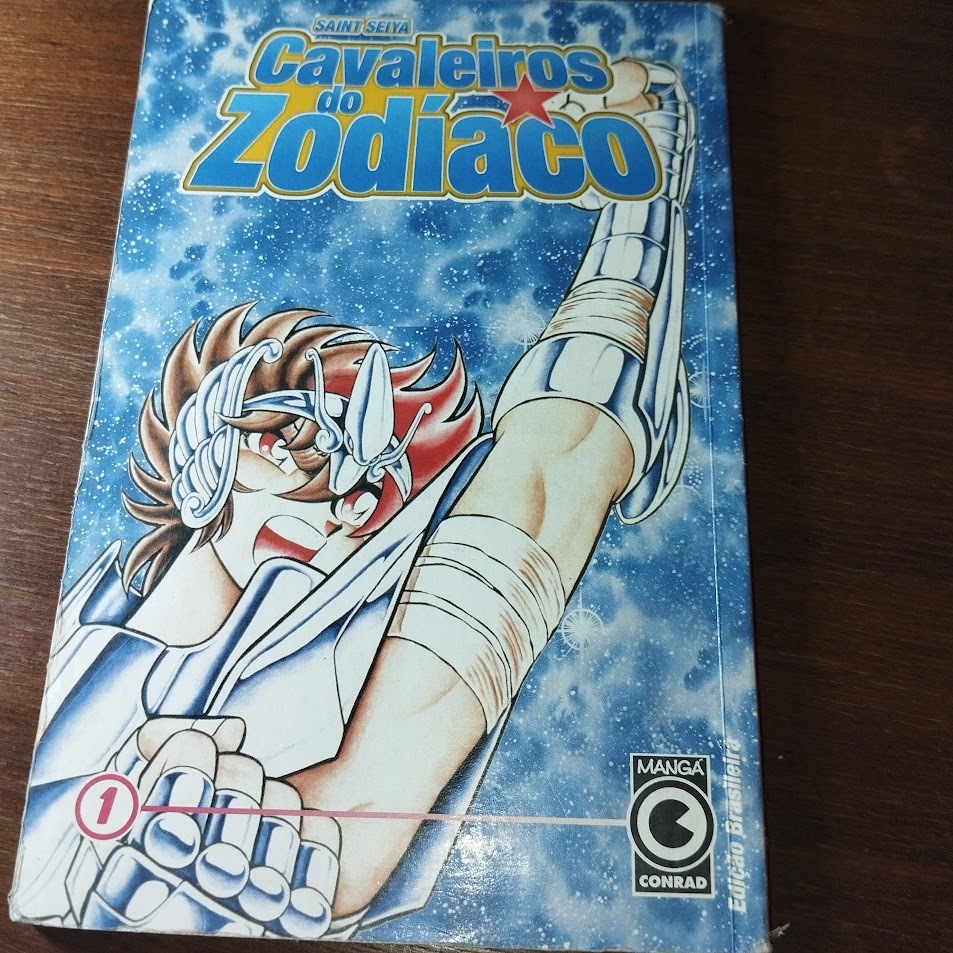 SAINT SEIYA
Cavaleiros
do
Zodíaco
1
MANGÁ
CONRAD
Edição Brasileira